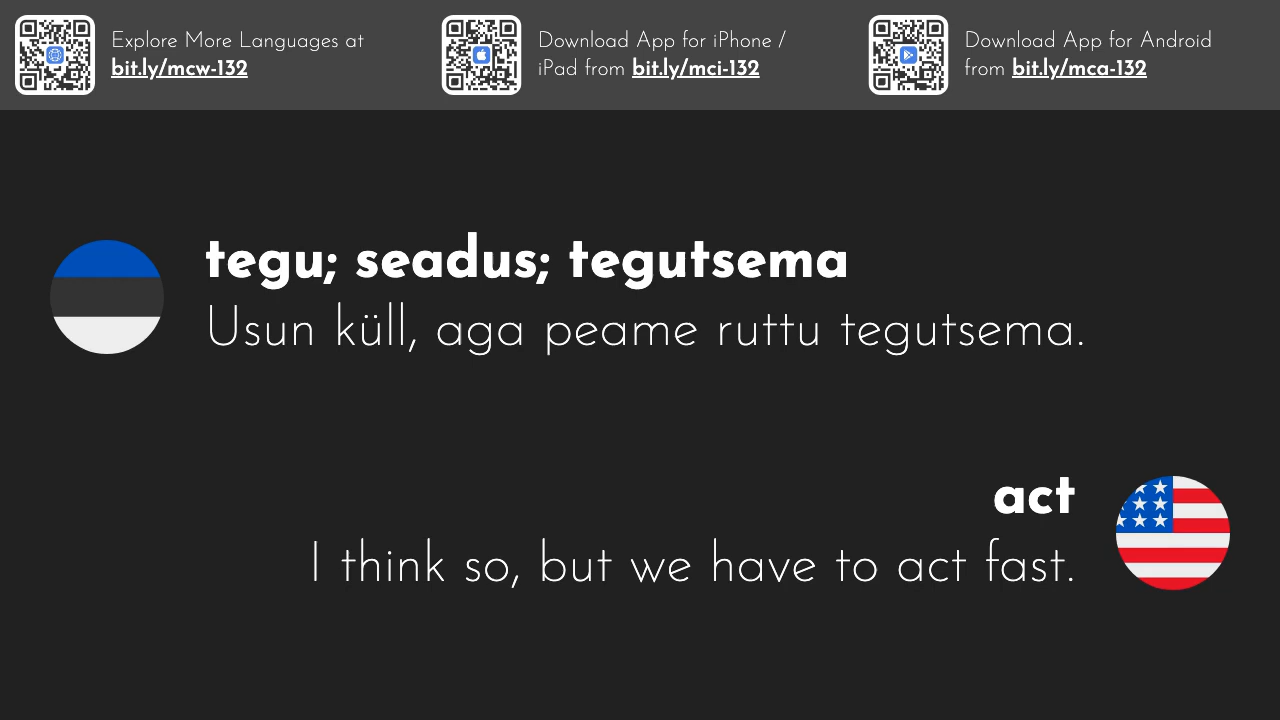 Explore More Languages at
bit.ly/mcw-132
Download App for iPhone /
iPad from bit.ly/mci-132
Download App for Android
from bit.ly/mca-132
tegu; seadus; tegutsema
Usun küll, aga peame ruttu tegutsema.
act
I think so, but we have to act fast.